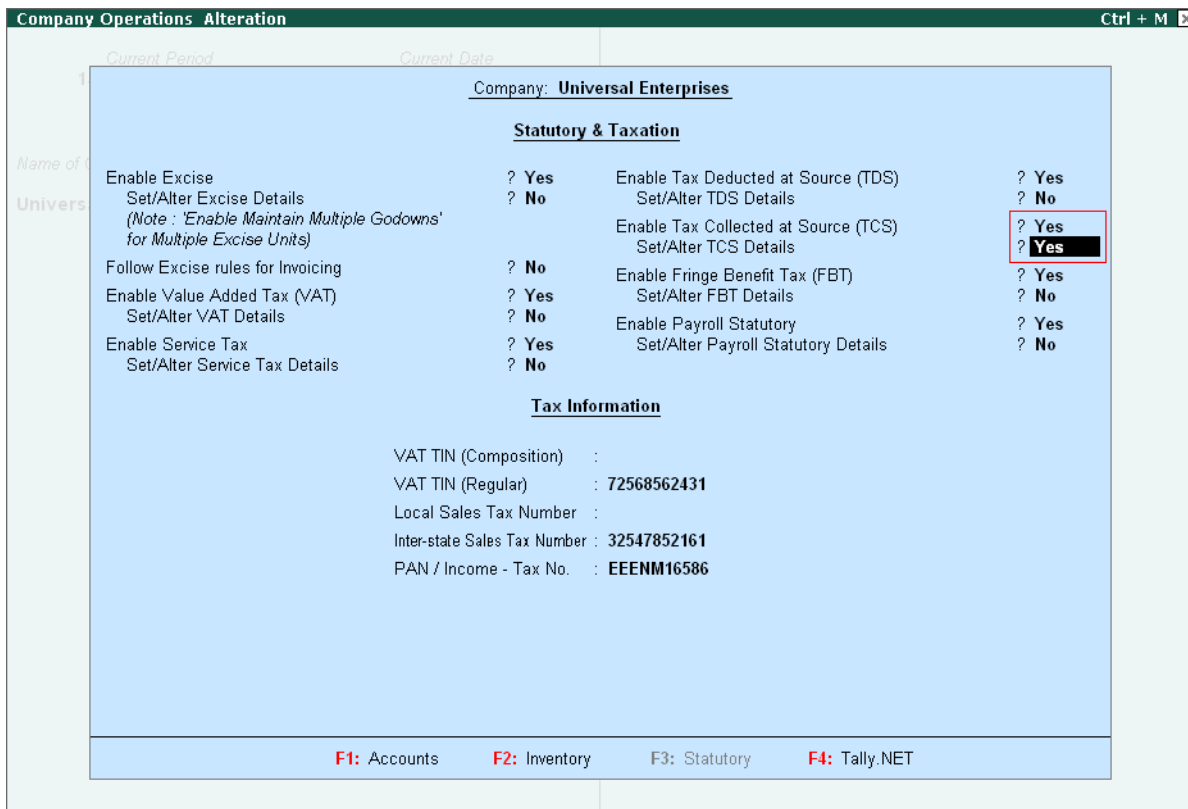 Company Operations Alteration Ctrl + M
Current Period Current Date
1
Company: Universal Enterprises
Statutory & Taxation
Name of
Univers
Enable Excise ? Yes
Set/Alter Excise Details ? No
(Note : 'Enable Maintain Multiple Godowns'
for Multiple Excise Units)
Follow Excise rules for Invoicing ? No
Enable Value Added Tax (VAT) ? Yes
Set/Alter VAT Details ? No
Enable Service Tax ? Yes
Set/Alter Service Tax Details ? No
Enable Tax Deducted at Source (TDS) ? Yes
Set/Alter TDS Details ? No
Enable Tax Collected at Source (TCS) ? Yes
Set/Alter TCS Details ? Yes
Enable Fringe Benefit Tax (FBT) ? Yes
Set/Alter FBT Details ? No
Enable Payroll Statutory ? Yes
Set/Alter Payroll Statutory Details ? No
Tax Information
VAT TIN (Composition) :
VAT TIN (Regular) : 72568562431
Local Sales Tax Number :
Inter-state Sales Tax Number : 32547852161
PAN / Income - Tax No. : EEENM16586
F1: Accounts F2: Inventory F3: Statutory F4: Tally.NET